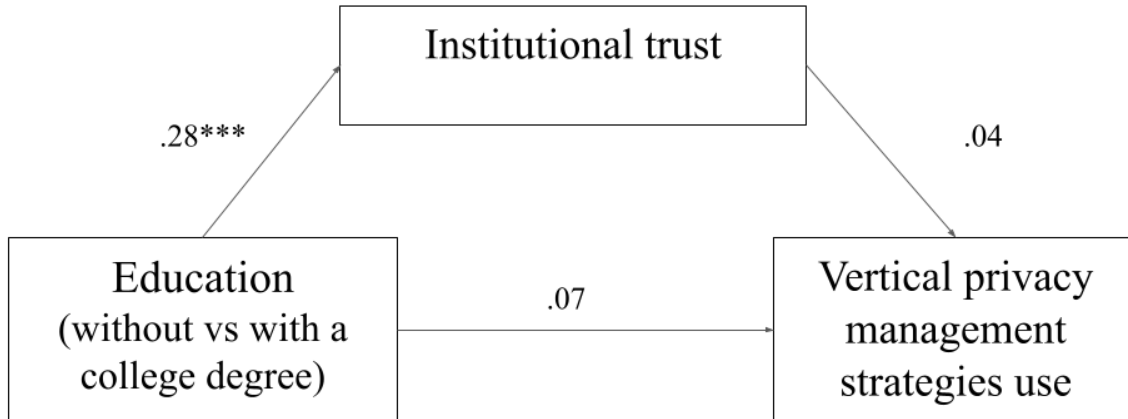 Institutional trust
.28***
.04
Education
(without vs with a
college degree)
.07
Vertical privacy
management
strategies use